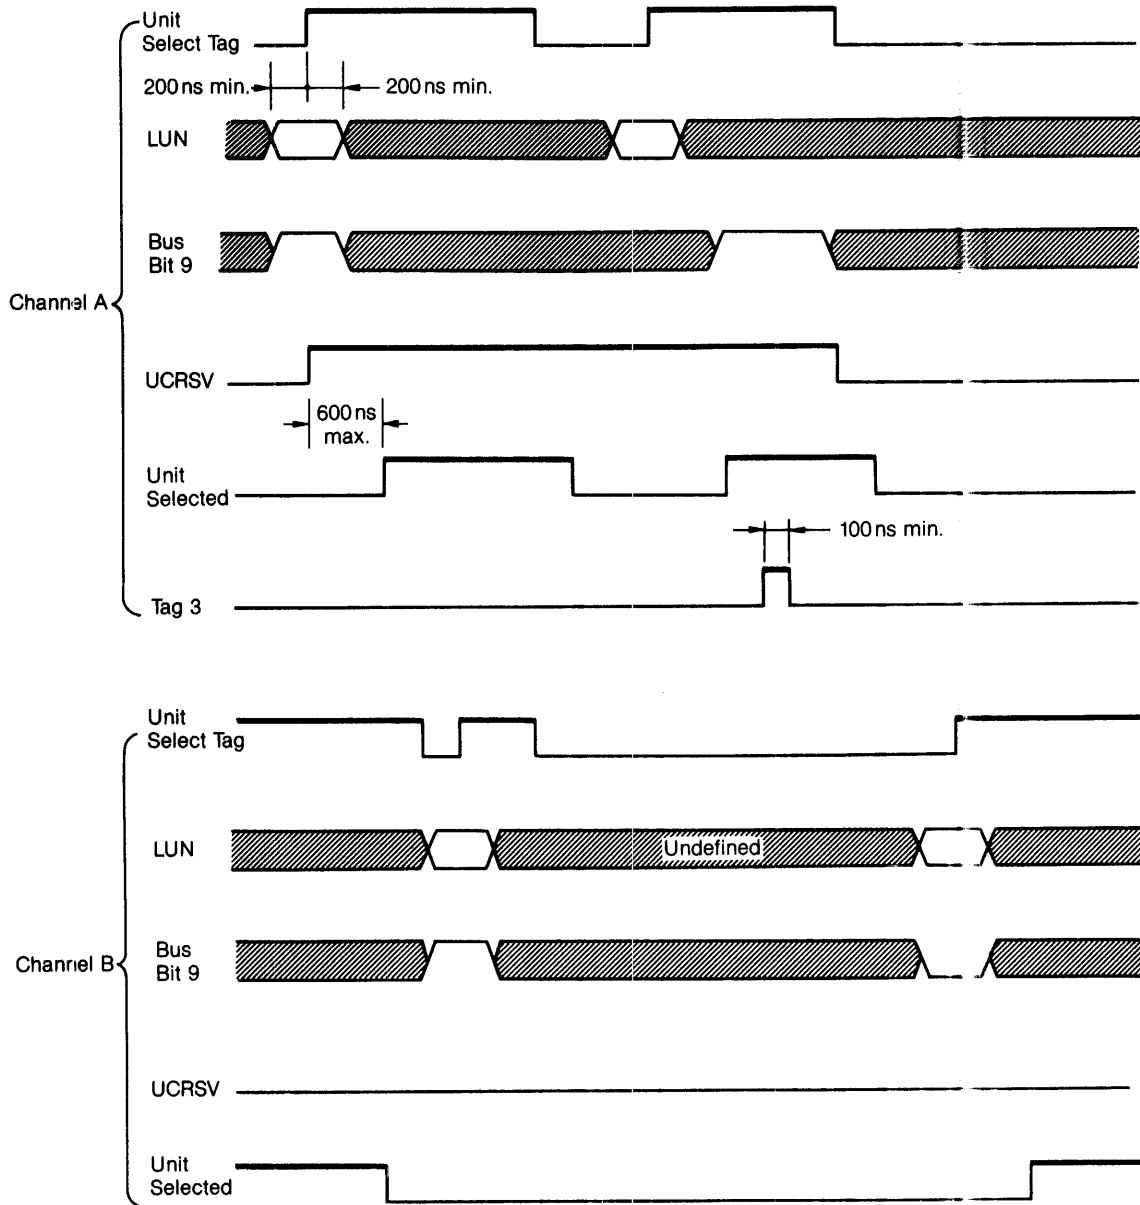 Unit
Select Tag
200 ns min.
200 ns min.
LUN
Bus
Bit 9
Channel A
UCRSV
600 ns
max.
Unit
Selected
100 ns min.
Tag 3
Unit
Select Tag
LUN
Undefined
Bus
Bit 9
Channel B
UCRSV
Unit
Selected